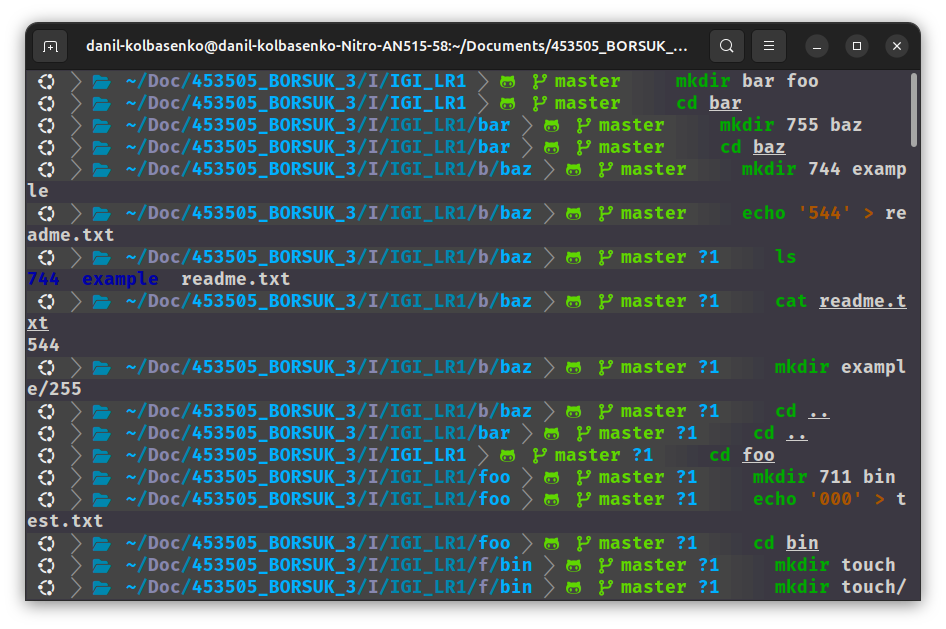 danil-kolbasenko@danil-kolbasenko-Nitro-AN515-58:~/Documents/453505_BORSUK_...
~/Doc/453505_BORSUK_3/I/IGI_LR1 master mkdir bar foo
~/Doc/453505_BORSUK_3/I/IGI_LR1 master cd bar
~/Doc/453505_BORSUK_3/I/IGI_LR1/bar master mkdir 755 baz
~/Doc/453505_BORSUK_3/I/IGI_LR1/bar master cd baz
~/Doc/453505_BORSUK_3/I/IGI_LR1/b/baz master mkdir 744 examp
le
~/Doc/453505_BORSUK_3/I/IGI_LR1/b/baz master echo '544' > re
adme.txt
~/Doc/453505_BORSUK_3/I/IGI_LR1/b/baz master ?1 ls
744 example readme.txt
~/Doc/453505_BORSUK_3/I/IGI_LR1/b/baz master ?1 cat readme.t
xt
544
~/Doc/453505_BORSUK_3/I/IGI_LR1/b/baz master ?1 mkdir exampl
e/255
~/Doc/453505_BORSUK_3/I/IGI_LR1/b/baz master ?1 cd ..
~/Doc/453505_BORSUK_3/I/IGI_LR1/bar master ?1 cd ..
~/Doc/453505_BORSUK_3/I/IGI_LR1 master ?1 cd foo
~/Doc/453505_BORSUK_3/I/IGI_LR1/foo master ?1 mkdir 711 bin
~/Doc/453505_BORSUK_3/I/IGI_LR1/foo master ?1 echo '000' > t
est.txt
~/Doc/453505_BORSUK_3/I/IGI_LR1/foo master ?1 cd bin
~/Doc/453505_BORSUK_3/I/IGI_LR1/f/bin master ?1 mkdir touch
~/Doc/453505_BORSUK_3/I/IGI_LR1/f/bin master ?1 mkdir touch/